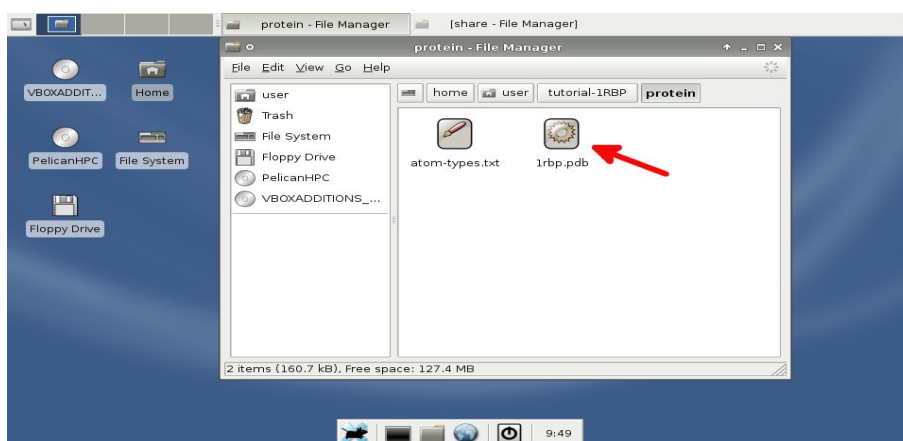 protein - File Manager
[share - File Manager]
protein - File Manager
File Edit View Go Help
VBOXADDIT...
Home
PelicanHPC
File System
Floppy Drive
user
Trash
File System
Floppy Drive
PelicanHPC
VBOXADDITIONS_...
home user tutorial-1RBP protein
atom-types.txt 1rbp.pdb
2 items (160.7 kB), Free space: 127.4 MB
9:49